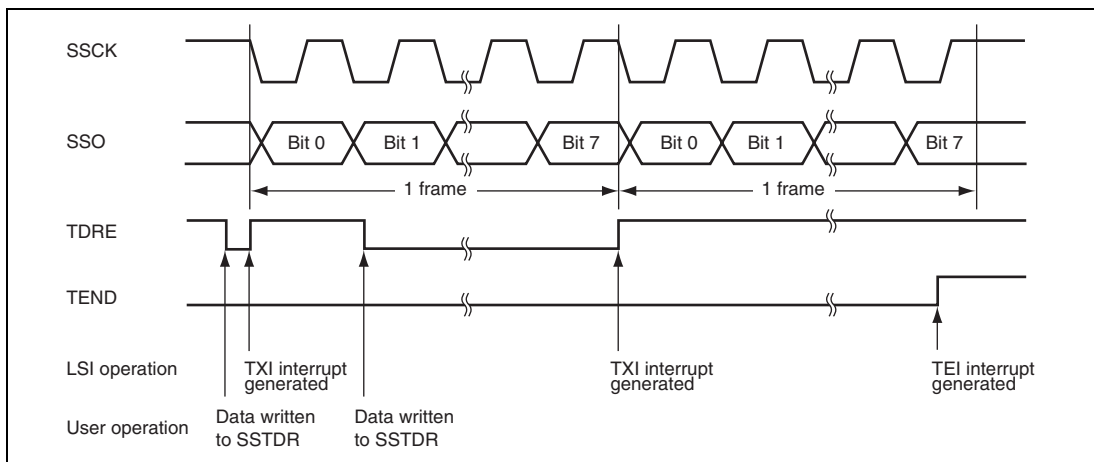 SSCK
SSO
Bit 0
Bit 1
Bit 7
Bit 0
Bit 1
Bit 7
1 frame
1 frame
TDRE
TEND
LSI operation
TXI interrupt
generated
TXI interrupt
generated
TEI interrupt
generated
User operation
Data written
to SSTDR
Data written
to SSTDR